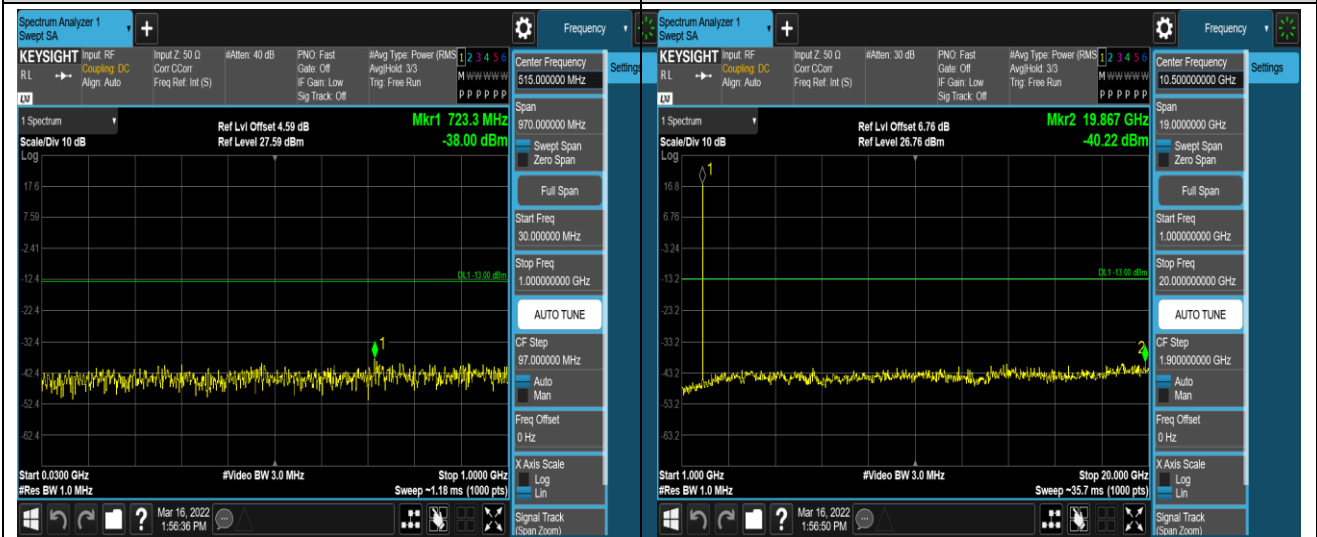 Spectrum Analyzer 1
Swept SA
+
Frequency
KEYSIGHT
RL
LXI
Input: RF
Coupling: DC
Align: Auto
Input Z: 50 Ω
Corr CCorr
Freq Ref: Int (S)
#Atten: 40 dB
PNO: Fast
Gate: Off
IF Gain: Low
Sig Track: Off
#Avg Type: Power (RMS
Avg|Hold: 3/3
Trig: Free Run
1 2 3 4 5 6
M W W W W W
P P P P P P
Center Frequency
515.000000 MHz
Settings
1 Spectrum
Scale/Div 10 dB
Log
Ref Lvl Offset 4.59 dB
Ref Level 27.59 dBm
Mkr1 723.3 MHz
-38.00 dBm
17.6
7.59
-2.41
-12.4
-22.4
-32.4
-42.4
-52.4
-62.4
DL1 -13.00 dBm
1
Start 0.0300 GHz
#Res BW 1.0 MHz
#Video BW 3.0 MHz
Stop 1.0000 GHz
Sweep ~1.18 ms (1000 pts)
Span
970.000000 MHz
Swept Span
Zero Span
Full Span
Start Freq
30.000000 MHz
Stop Freq
1.000000000 GHz
AUTO TUNE
CF Step
97.000000 MHz
Auto
Man
Freq Offset
0 Hz
X Axis Scale
Log
Lin
Signal Track
(Span Zoom)
?
Mar 16, 2022
1:56:36 PM
Spectrum Analyzer 1
Swept SA
+
Frequency
KEYSIGHT
RL
LXI
Input: RF
Coupling: DC
Align: Auto
Input Z: 50 Ω
Corr CCorr
Freq Ref: Int (S)
#Atten: 30 dB
PNO: Fast
Gate: Off
IF Gain: Low
Sig Track: Off
#Avg Type: Power (RMS
Avg|Hold: 3/3
Trig: Free Run
1 2 3 4 5 6
M W W W W W
P P P P P P
Center Frequency
10.500000000 GHz
Settings
1 Spectrum
Scale/Div 10 dB
Log
Ref Lvl Offset 6.76 dB
Ref Level 26.76 dBm
Mkr2 19.867 GHz
-40.22 dBm
16.8
6.76
-3.24
-13.2
-23.2
-33.2
-43.2
-53.2
-63.2
DL1 -13.00 dBm
1
2
Start 1.000 GHz
#Res BW 1.0 MHz
#Video BW 3.0 MHz
Stop 20.000 GHz
Sweep ~35.7 ms (1000 pts)
Span
19.0000000 GHz
Swept Span
Zero Span
Full Span
Start Freq
1.000000000 GHz
Stop Freq
20.000000000 GHz
AUTO TUNE
CF Step
1.900000000 GHz
Auto
Man
Freq Offset
0 Hz
X Axis Scale
Log
Lin
Signal Track
(Span Zoom)
?
Mar 16, 2022
1:56:50 PM